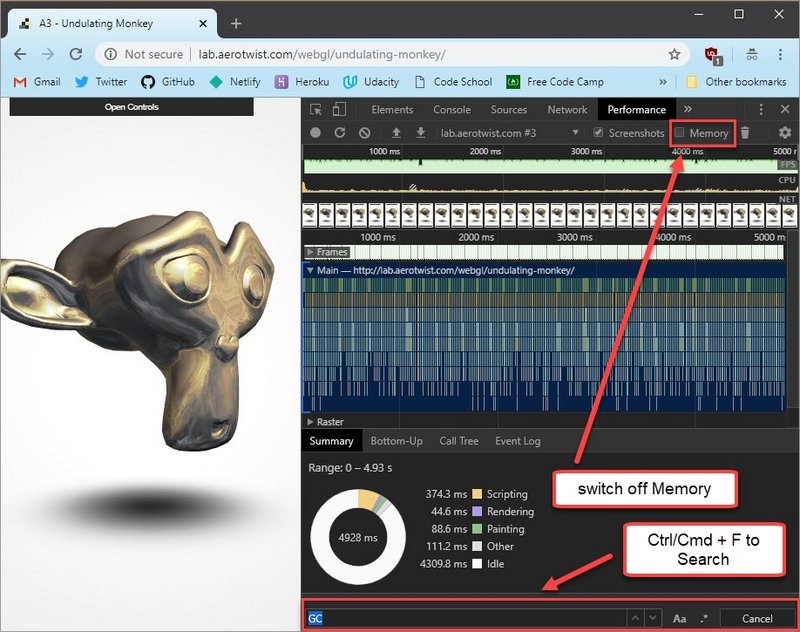 A3 - Undulating Monkey
Not secure | lab.aerotwist.com/webgl/undulating-monkey/
1
Gmail Twitter GitHub Netlify Heroku Udacity Code School Free Code Camp » Other bookmarks
Open Controls
Elements Console Sources Network Performance »
lab.aerotwist.com #3 Screenshots Memory
1000 ms 2000 ms 3000 ms 4000 ms 5000 r
FPS
CPU
NET
1000 ms 2000 ms 3000 ms 4000 ms 5000 m
Frames
Main — http://lab.aerotwist.com/webgl/undulating-monkey/
Raster
Summary Bottom-Up Call Tree Event Log
Range: 0 – 4.93 s
switch off Memory
4928 ms
374.3 ms Scripting
44.6 ms Rendering
88.6 ms Painting
111.2 ms Other
4309.8 ms Idle
Ctrl/Cmd + F to
Search
GC Aa .* Cancel